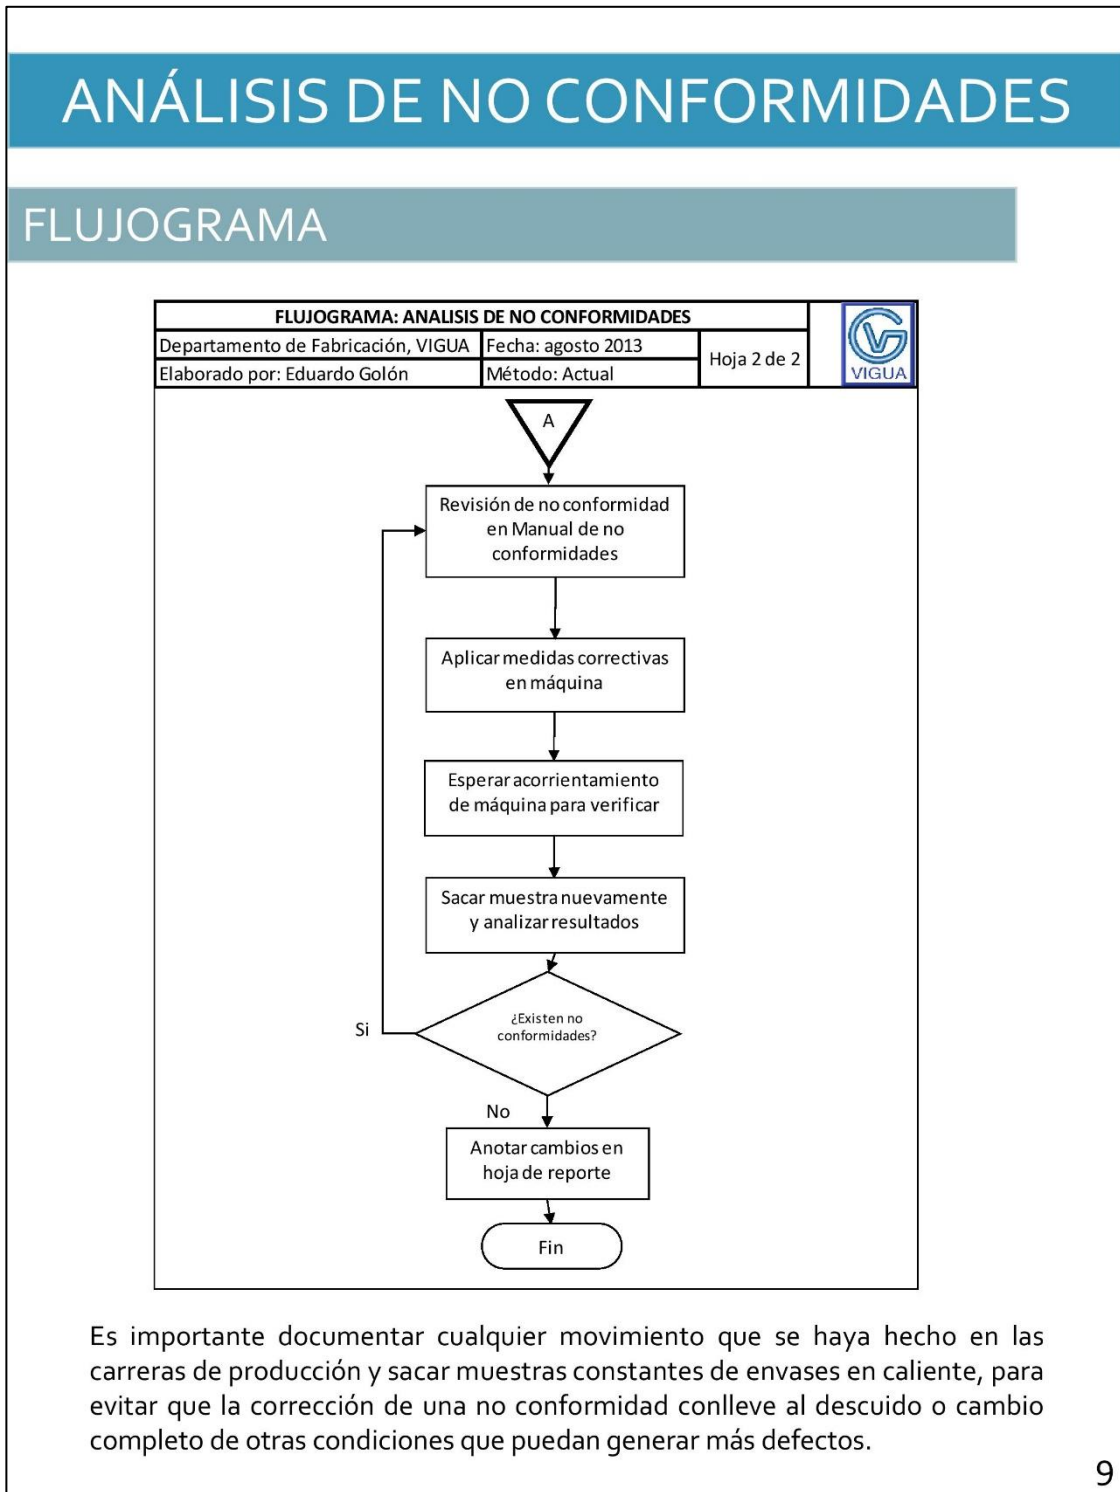 ANÁLISIS DE NO CONFORMIDADES
FLUJOGRAMA
FLUJOGRAMA: ANALISIS DE NO CONFORMIDADES
Departamento de Fabricación, VIGUA
Fecha: agosto 2013
Hoja 2 de 2
Elaborado por: Eduardo Golón
Método: Actual
VIGUA
A
Revisión de no conformidad
en Manual de no
conformidades
Aplicar medidas correctivas
en máquina
Esperar acorrientamiento
de máquina para verificar
Sacar muestra nuevamente
y analizar resultados
¿Existen no
conformidades?
Si
No
Anotar cambios en
hoja de reporte
Fin
Es importante documentar cualquier movimiento que se haya hecho en las
carreras de producción y sacar muestras constantes de envases en caliente, para
evitar que la corrección de una no conformidad conlleve al descuido o cambio
completo de otras condiciones que puedan generar más defectos.
9